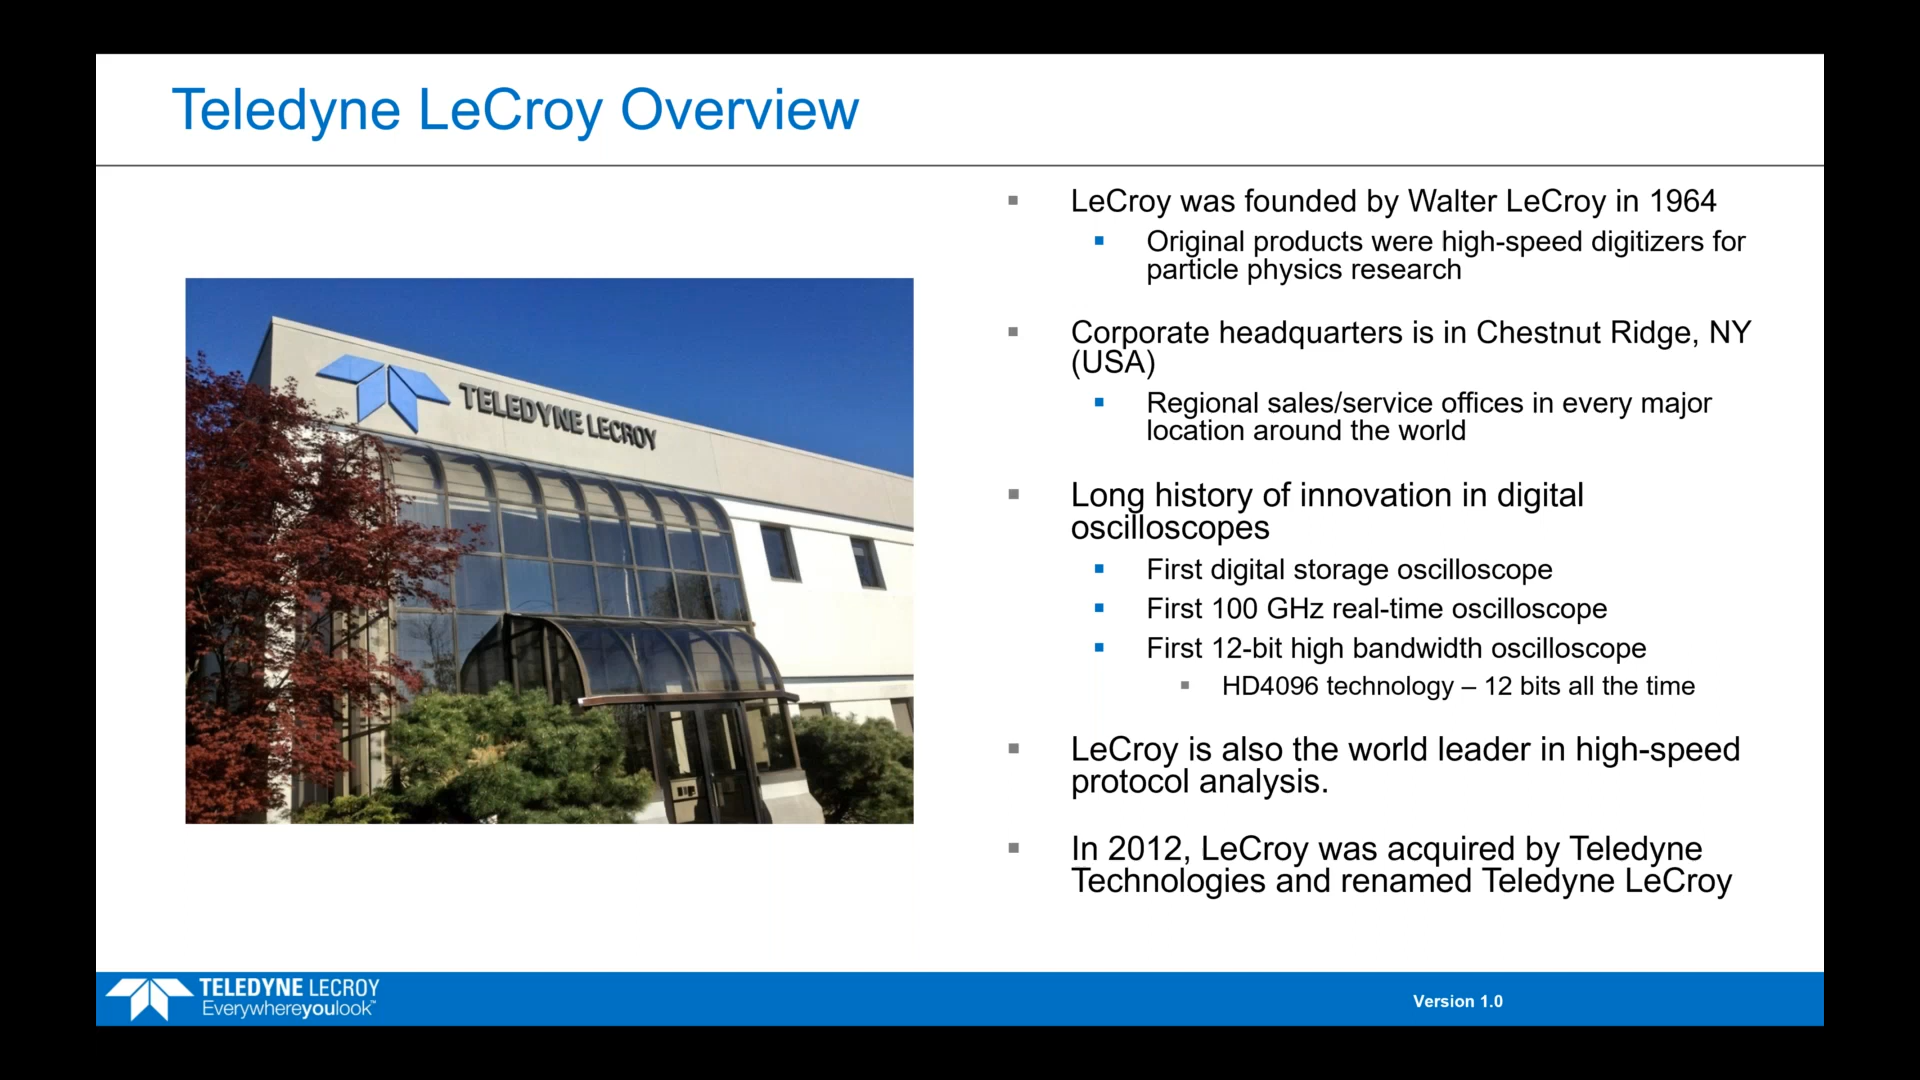 Teledyne LeCroy Overview
TELEDYNE LECROY
LeCroy was founded by Walter LeCroy in 1964
Original products were high-speed digitizers for
particle physics research
Corporate headquarters is in Chestnut Ridge, NY
(USA)
Regional sales/service offices in every major
location around the world
Long history of innovation in digital
oscilloscopes
First digital storage oscilloscope
First 100 GHz real-time oscilloscope
First 12-bit high bandwidth oscilloscope
HD4096 technology – 12 bits all the time
LeCroy is also the world leader in high-speed
protocol analysis.
In 2012, LeCroy was acquired by Teledyne
Technologies and renamed Teledyne LeCroy
TELEDYNE LECROY
Everywhereyoulook™
Version 1.0